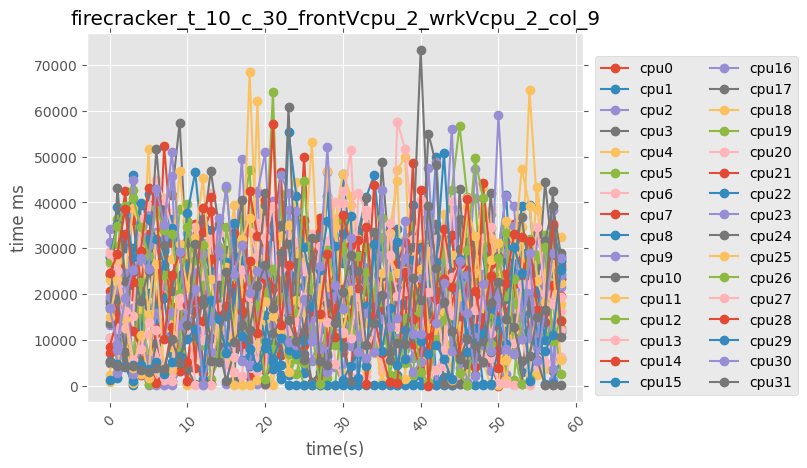 firecracker_t_10_c_30_frontVcpu_2_wrkVcpu_2_col_9
time ms
70000
60000
50000
40000
30000
20000
10000
0
0
10
20
30
40
50
60
time(s)
cpu0
cpu1
cpu2
cpu3
cpu4
cpu5
cpu6
cpu7
cpu8
cpu9
cpu10
cpu11
cpu12
cpu13
cpu14
cpu15
cpu16
cpu17
cpu18
cpu19
cpu20
cpu21
cpu22
cpu23
cpu24
cpu25
cpu26
cpu27
cpu28
cpu29
cpu30
cpu31